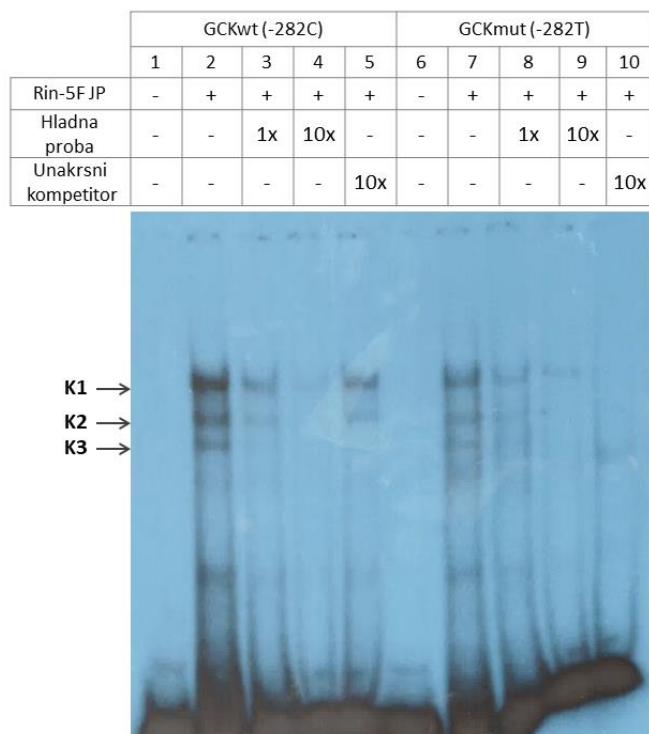 GCKwt (-282C) GCKmut (-282T)
1 2 3 4 5 6 7 8 9 10
Rin-5F JP - + + + + - + + + +
Hladna
proba - - 1x 10x - - - 1x 10x -
Unakrsni
kompetitor - - - - 10x - - - - 10x
K1
K2
K3